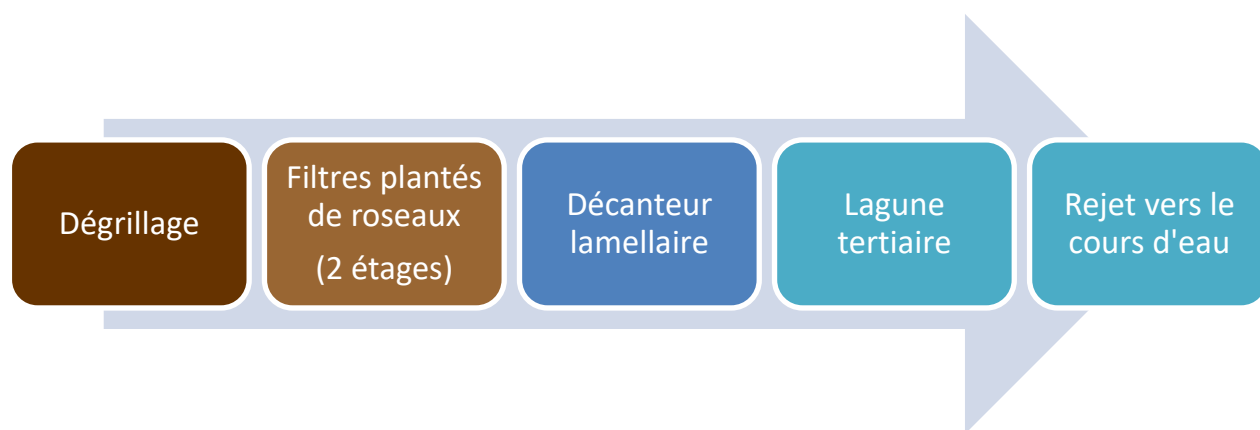 Dégrillage
Filtres plantés
de roseaux
(2 étages)
Décanteur
lamellaire
Lagune
tertiaire
Rejet vers le
cours d'eau